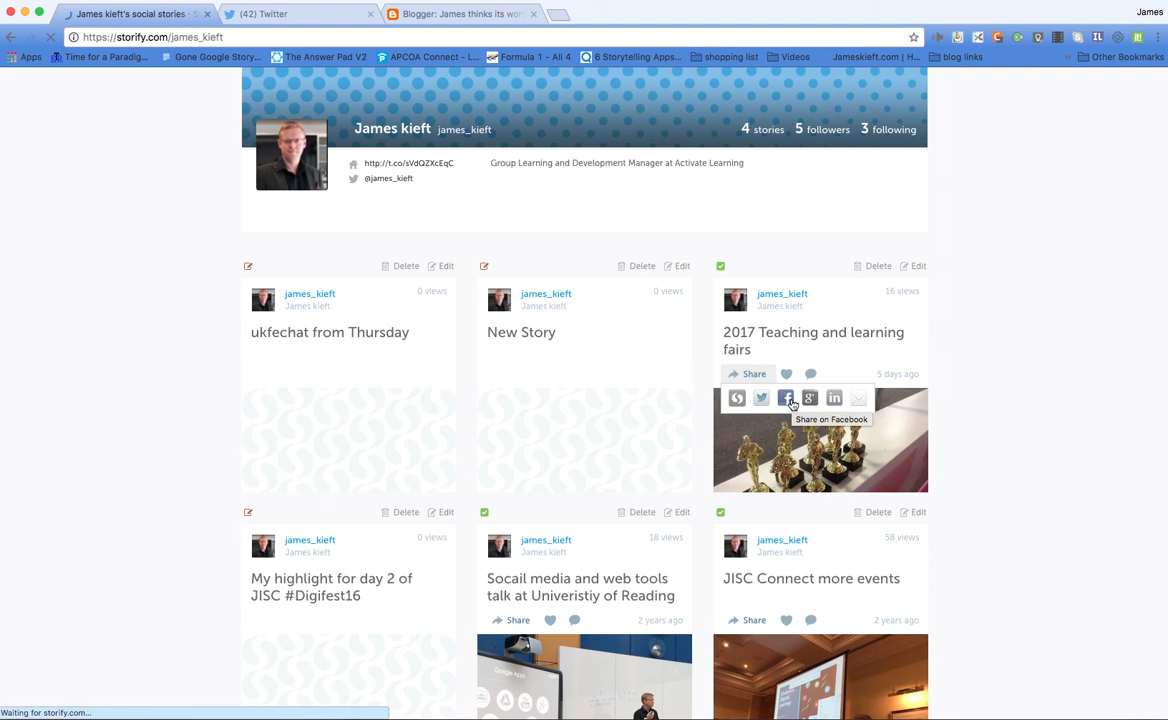 James kieft's social stories · S
(42) Twitter
Blogger: James thinks its wort
James
https://storify.com/james_kieft
Apps
Time for a Paradig...
Gone Google Story...
The Answer Pad V2
APCOA Connect - L...
Formula 1 - All 4
6 Storytelling Apps...
shopping list
Videos
Jameskieft.com | H...
blog links
»
Other Bookmarks
James kieft james_kieft
4 stories 5 followers 3 following
http://t.co/sVdQZXcEqC
Group Learning and Development Manager at Activate Learning
@james_kieft
Delete Edit
Delete Edit
Delete Edit
james_kieft 0 views
James kieft
ukfechat from Thursday
james_kieft 0 views
James kieft
New Story
james_kieft 16 views
James kieft
2017 Teaching and learning
fairs
Share 5 days ago
Share on Facebook
Delete Edit
Delete Edit
Delete Edit
james_kieft 0 views
James kieft
My highlight for day 2 of
JISC #Digifest16
james_kieft 18 views
James kieft
Socail media and web tools
talk at Univeristiy of Reading
Share 2 years ago
Google Apps
james_kieft 58 views
James kieft
JISC Connect more events
Share 2 years ago
Waiting for storify.com...